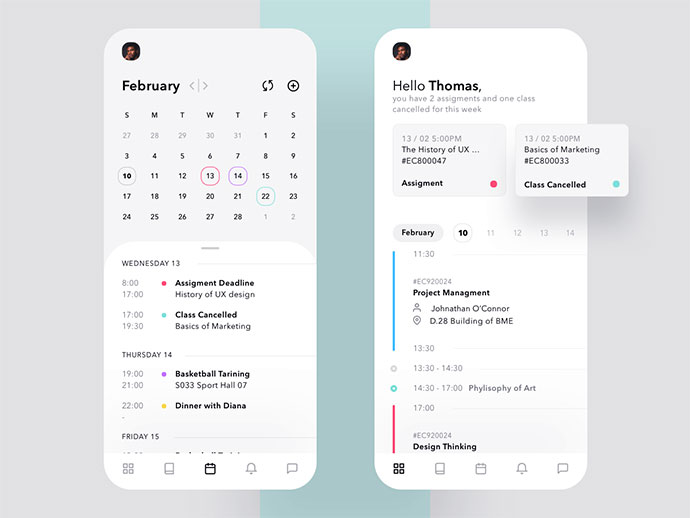 February
S M T W T F S
27 28 29 30 31 1 2
3 4 5 6 7 8 9
10 11 12 13 14 15 16
17 18 19 20 21 22 23
24 25 26 27 28 1 2
WEDNESDAY 13
8:00 Assigment Deadline
17:00 History of UX design
17:00 Class Cancelled
19:30 Basics of Marketing
THURSDAY 14
19:00 Basketball Tarining
21:00 S033 Sport Hall 07
22:00 Dinner with Diana
-
FRIDAY 15
Hello Thomas,
you have 2 assigments and one class
cancelled for this week
13 / 02 5:00PM
The History of UX ...
#EC800047
Assigment
13 / 02 5:00PM
Basics of Marketing
#EC800033
Class Cancelled
February 10 11 12 13 14
11:30
#EC920024
Project Managment
Johnathan O'Connor
D.28 Building of BME
13:30
13:30 - 14:30
14:30 - 17:00 Phylisophy of Art
17:00
#EC920024
Design Thinking